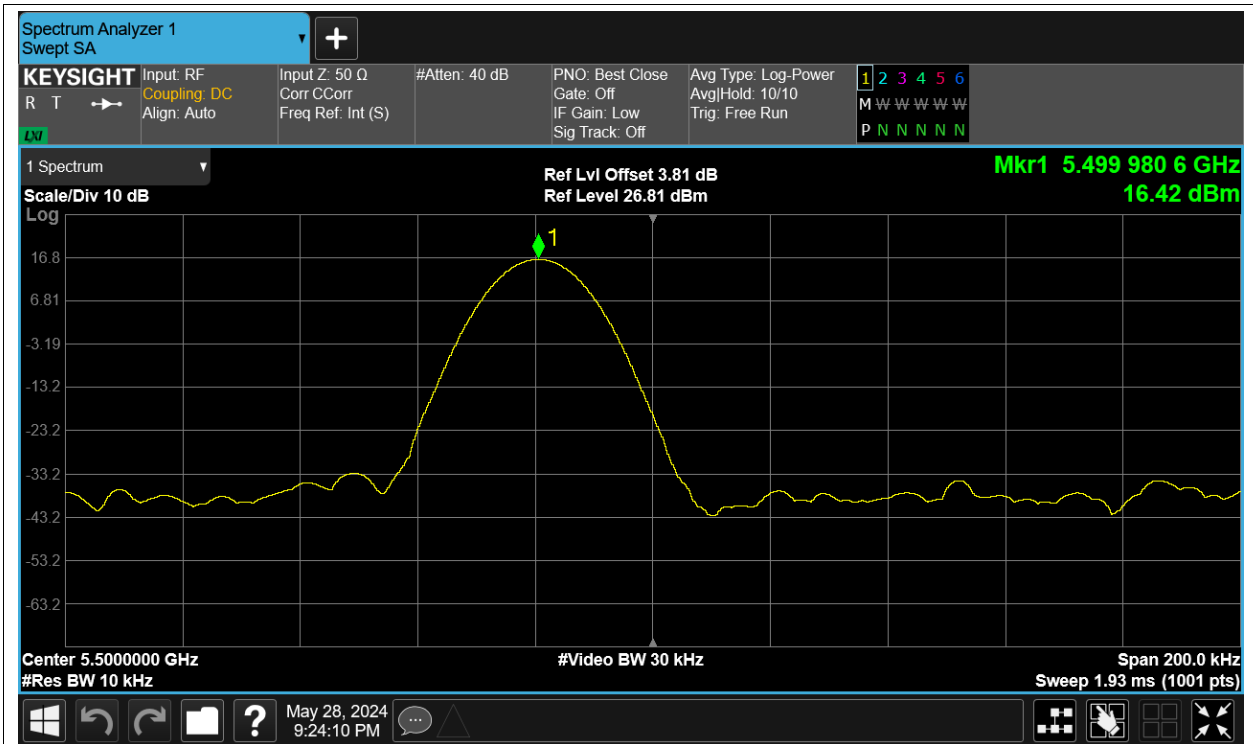 Spectrum Analyzer 1
Swept SA
KEYSIGHT
R T
LXI
Input: RF
Coupling: DC
Align: Auto
Input Z: 50 Ω
Corr CCorr
Freq Ref: Int (S)
#Atten: 40 dB
PNO: Best Close
Gate: Off
IF Gain: Low
Sig Track: Off
Avg Type: Log-Power
Avg|Hold: 10/10
Trig: Free Run
1 2 3 4 5 6
M W W W W W
P N N N N N
1 Spectrum
Scale/Div 10 dB
Log
Ref Lvl Offset 3.81 dB
Ref Level 26.81 dBm
Mkr1 5.499 980 6 GHz
16.42 dBm
1
16.8
6.81
-3.19
-13.2
-23.2
-33.2
-43.2
-53.2
-63.2
Center 5.5000000 GHz
#Video BW 30 kHz
Span 200.0 kHz
#Res BW 10 kHz
Sweep 1.93 ms (1001 pts)
?
May 28, 2024
9:24:10 PM